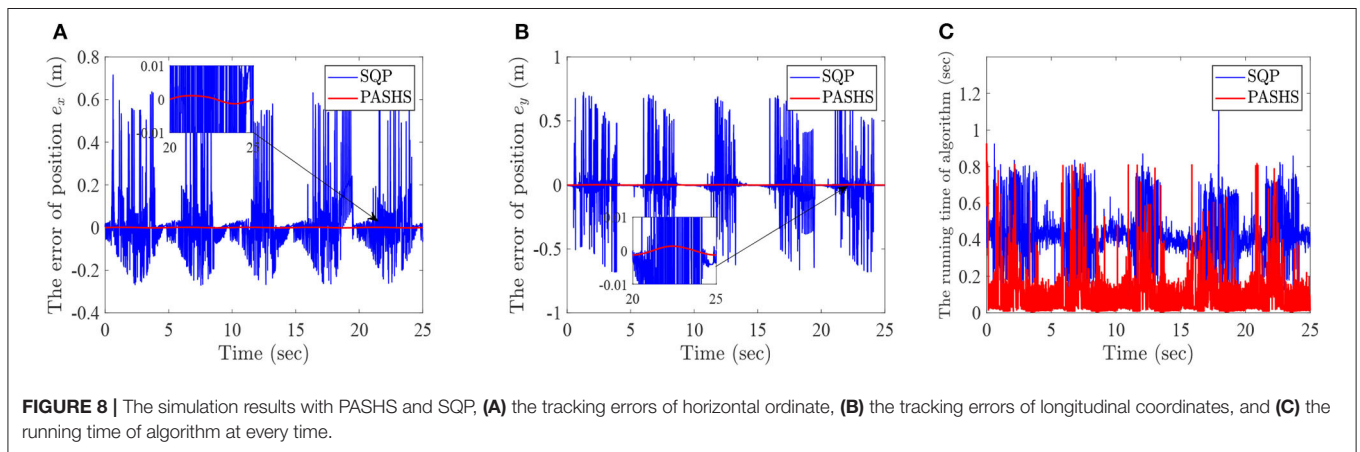 A
The error of position e_x (m)
0.8
0.6
0.4
0.2
0
-0.2
-0.4
0 5 10 15 20 25
Time (sec)
SQP
PASHS
0.01
0
-0.01
20 25
B
The error of position e_y (m)
1
0.5
0
-0.5
-1
0 5 10 15 20 25
Time (sec)
SQP
PASHS
0.01
0
-0.01
20 25
C
The running time of algorithm (sec)
1.2
1
0.8
0.6
0.4
0.2
0
0 5 10 15 20 25
Time (sec)
SQP
PASHS
FIGURE 8 | The simulation results with PASHS and SQP, (A) the tracking errors of horizontal ordinate, (B) the tracking errors of longitudinal coordinates, and (C) the
running time of algorithm at every time.